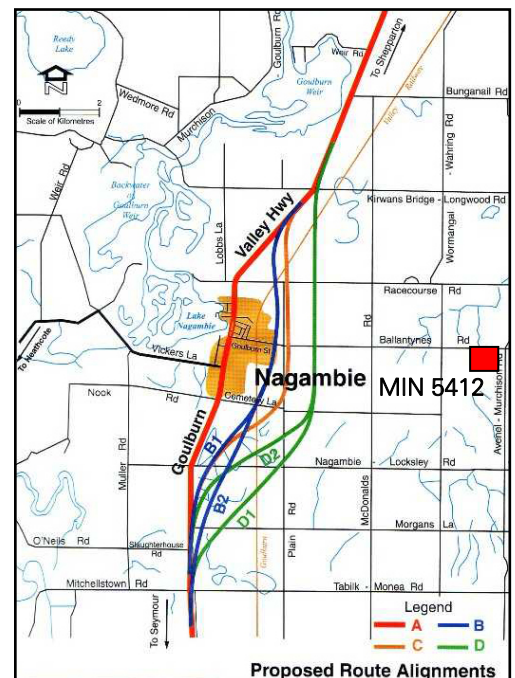 Reedy
Lake
N
0 2
Scale of Kilometres
Wedmore Rd
Murchison
- Goulburn Rd
Weir Rd
Goulburn
Weir
To Shepparton
Valley Railway
Bunganail Rd
- Wahring Rd
Weir Rd
Backwater
of
Goulburn
Weir
Lobbs La
Valley Hwy
Kirwans Bridge - Longwood Rd
Wormangal
Racecourse Rd
Rd
Ballantynes Rd
Lake
Nagambie
Goulburn St
To Heathcote
Vickers La
Nagambie
MIN 5412
Avenel - Murchison Rd
Nook Rd
Cemetery La
Goulburn
Muller Rd
B1
D2
Nagambie - Locksley Rd
B2
D1
McDonalds
Rd
Morgans La
O'Neils Rd
Slaughterhouse
Rd
Goulburn
Plain
Mitchellstown Rd
Tabilk - Monea Rd
To Seymour
Legend
A B
C D
Proposed Route Alignments